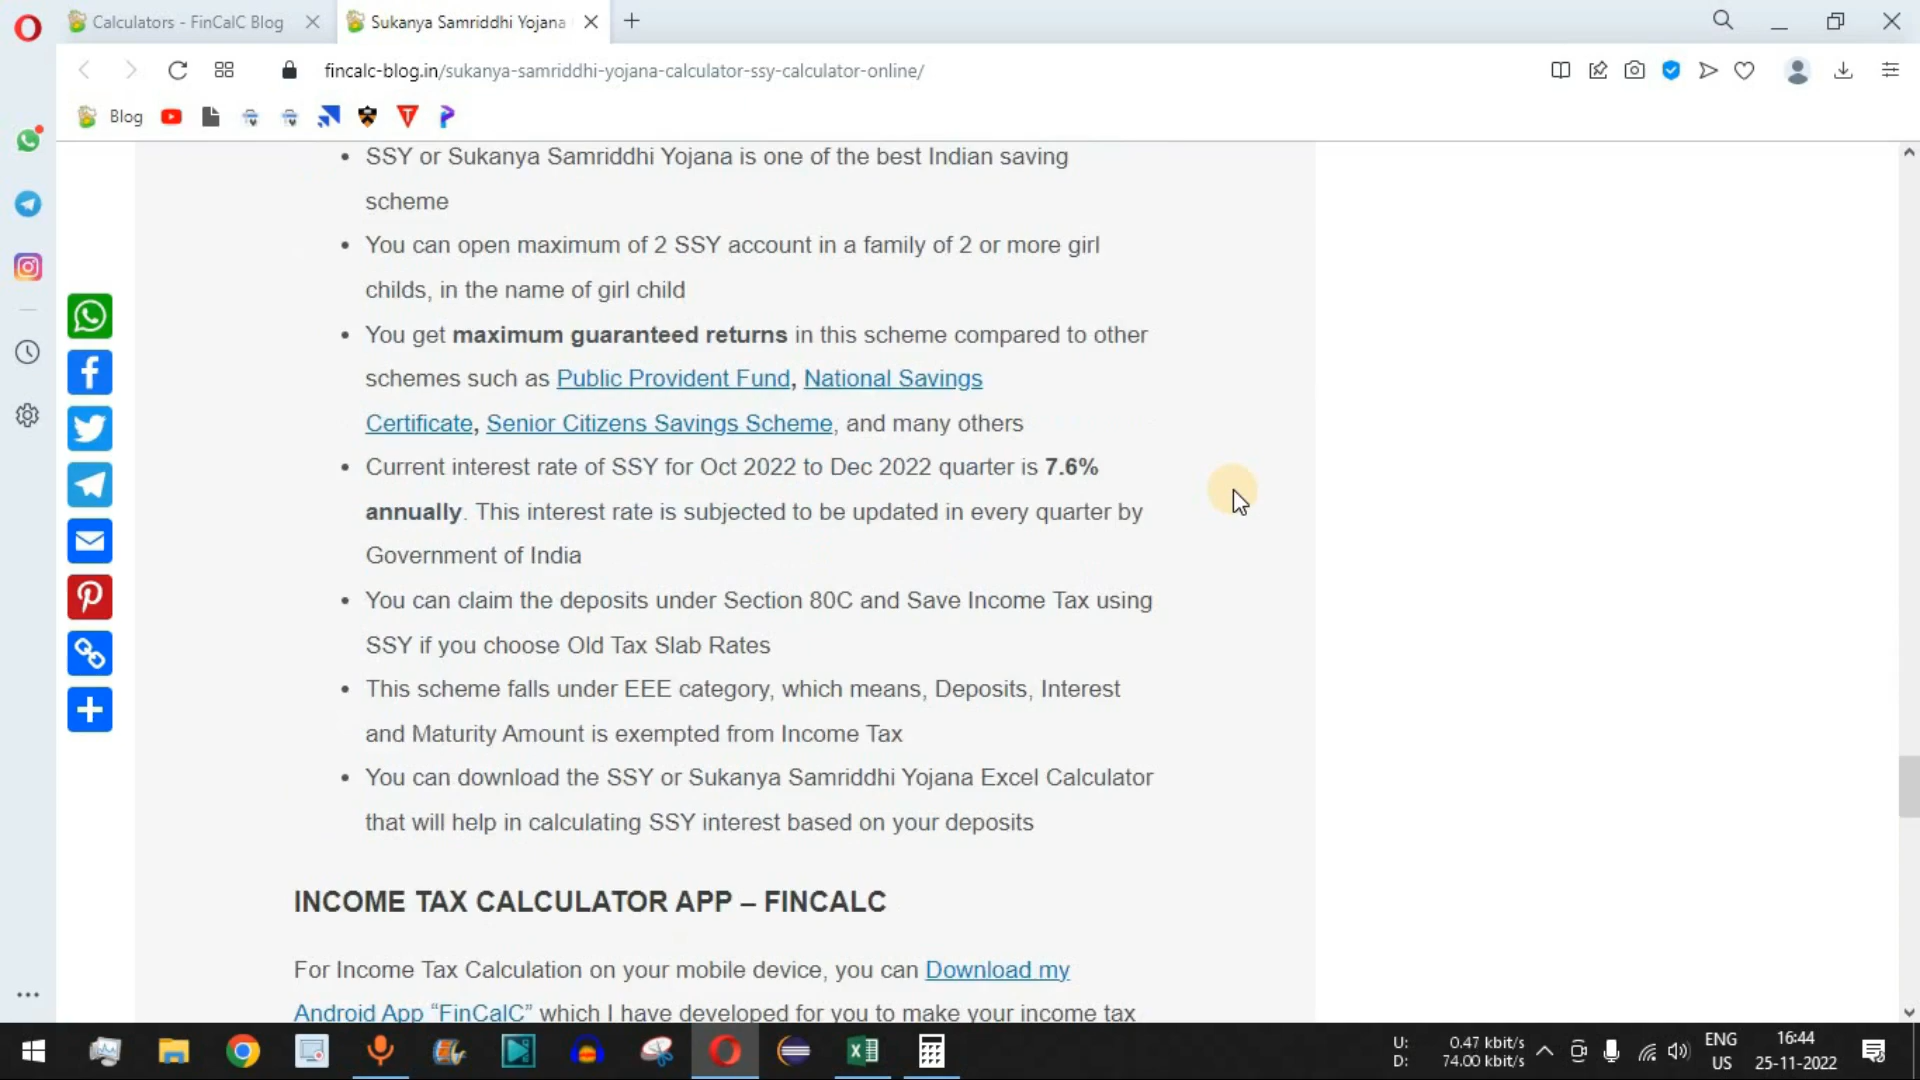 Calculators - FinCalC Blog
Sukanya Samriddhi Yojana
fincalc-blog.in/sukanya-samriddhi-yojana-calculator-ssy-calculator-online/
Blog
• SSY or Sukanya Samriddhi Yojana is one of the best Indian saving
scheme
• You can open maximum of 2 SSY account in a family of 2 or more girl
childs, in the name of girl child
• You get maximum guaranteed returns in this scheme compared to other
schemes such as Public Provident Fund, National Savings
Certificate, Senior Citizens Savings Scheme, and many others
• Current interest rate of SSY for Oct 2022 to Dec 2022 quarter is 7.6%
annually. This interest rate is subjected to be updated in every quarter by
Government of India
• You can claim the deposits under Section 80C and Save Income Tax using
SSY if you choose Old Tax Slab Rates
• This scheme falls under EEE category, which means, Deposits, Interest
and Maturity Amount is exempted from Income Tax
• You can download the SSY or Sukanya Samriddhi Yojana Excel Calculator
that will help in calculating SSY interest based on your deposits
INCOME TAX CALCULATOR APP – FINCALC
For Income Tax Calculation on your mobile device, you can Download my
Android App “FinCalC” which I have developed for you to make your income tax
U: 0.47 kbit/s
D: 74.00 kbit/s
ENG
US
16:44
25-11-2022